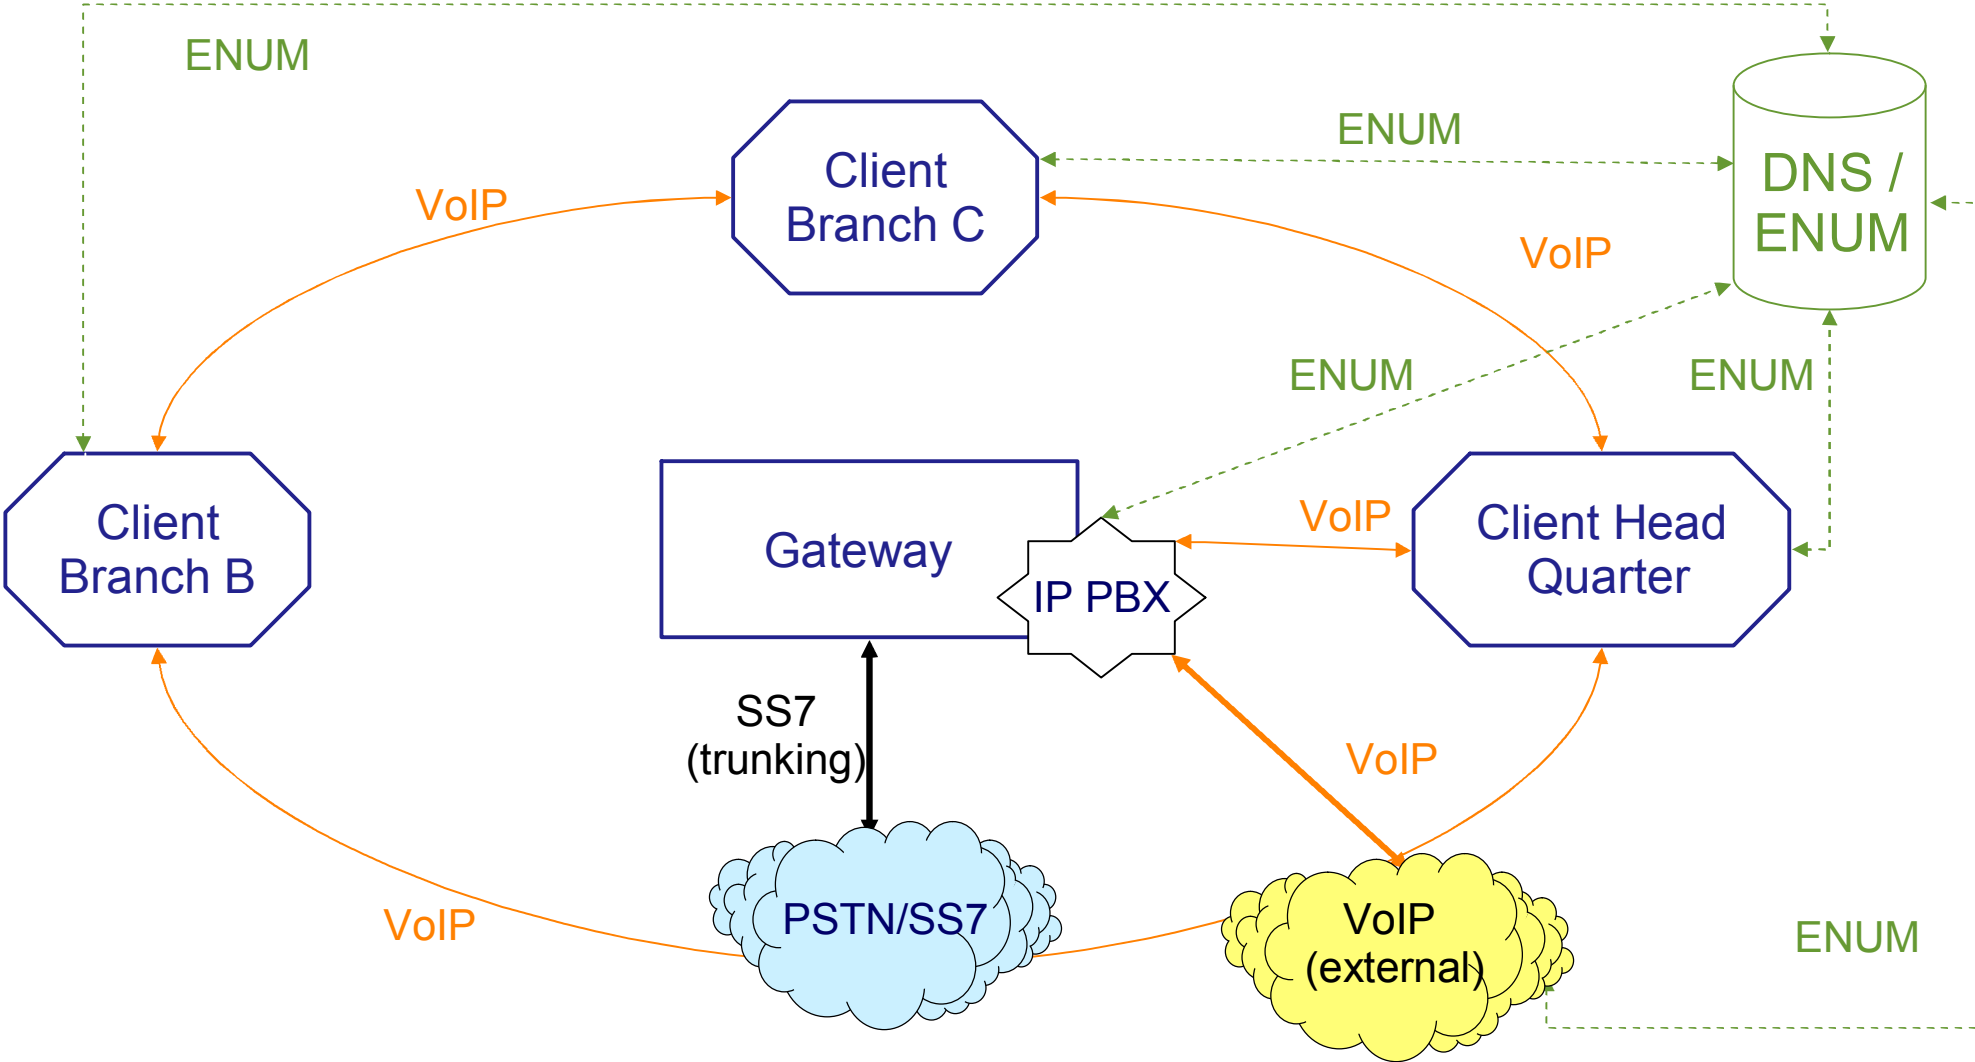 ENUM
ENUM
Client
Branch C
DNS /
ENUM
VoIP
VoIP
ENUM
ENUM
Client
Branch B
Gateway
IP PBX
VoIP
Client Head
Quarter
SS7
(trunking)
VoIP
VoIP
PSTN/SS7
VoIP
(external)
ENUM